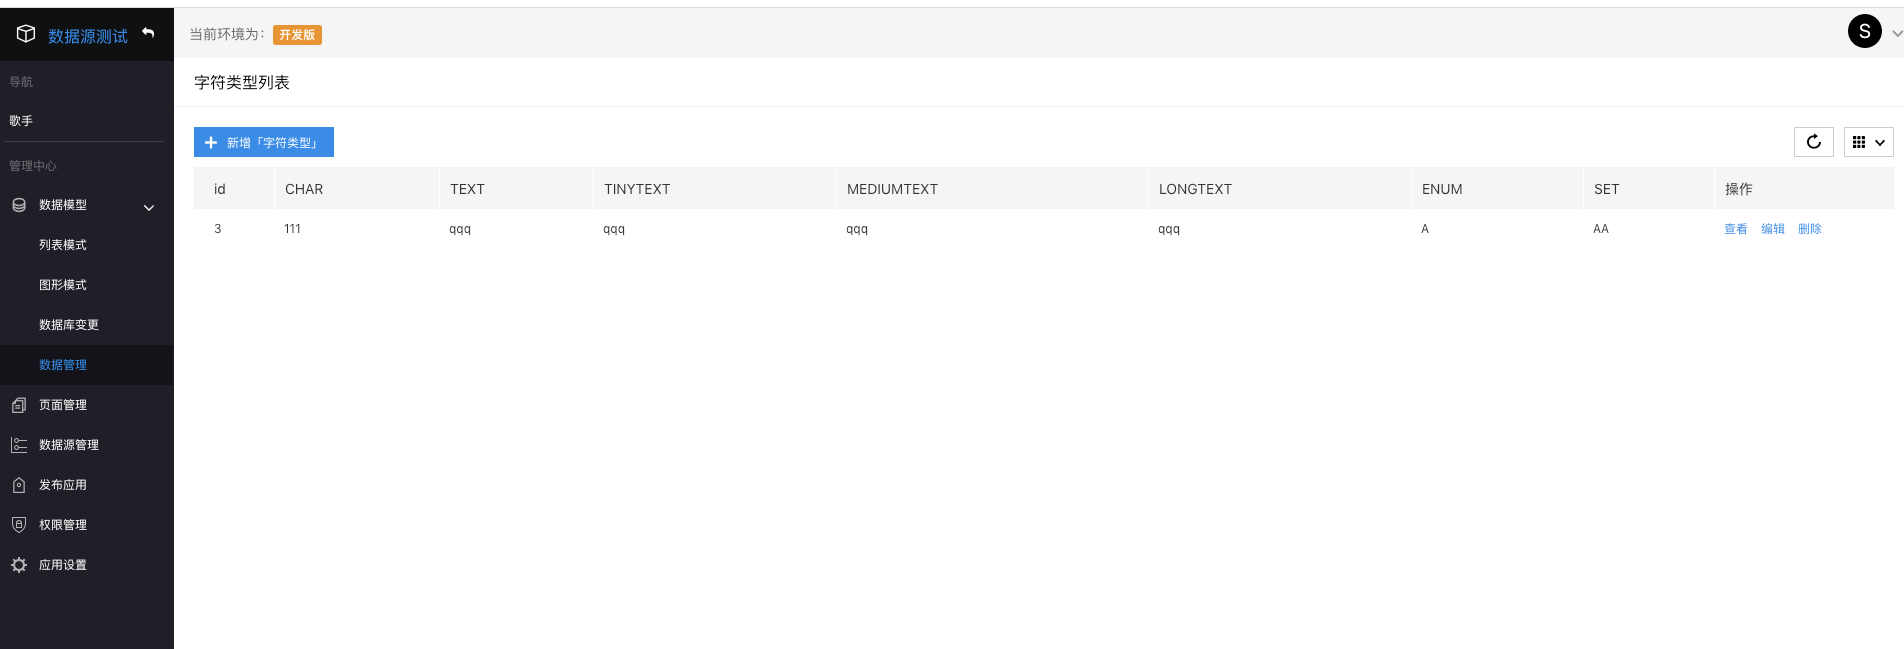 数据源测试
当前环境为： 开发版
S
导航
歌手
管理中心
数据模型
列表模式
图形模式
数据库变更
数据管理
页面管理
数据源管理
发布应用
权限管理
应用设置
字符类型列表
新增「字符类型」
id CHAR TEXT TINYTEXT MEDIUMTEXT LONGTEXT ENUM SET 操作
3 111 qqq qqq qqq qqq A AA 查看 编辑 删除